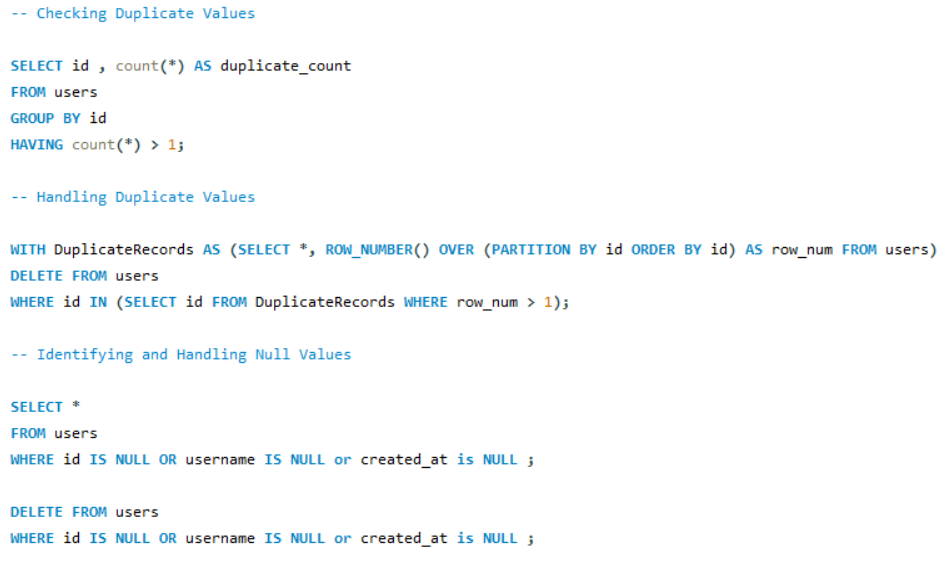 -- Checking Duplicate Values
SELECT id , count(*) AS duplicate_count
FROM users
GROUP BY id
HAVING count(*) > 1;
-- Handling Duplicate Values
WITH DuplicateRecords AS (SELECT *, ROW_NUMBER() OVER (PARTITION BY id ORDER BY id) AS row_num FROM users)
DELETE FROM users
WHERE id IN (SELECT id FROM DuplicateRecords WHERE row_num > 1);
-- Identifying and Handling Null Values
SELECT *
FROM users
WHERE id IS NULL OR username IS NULL or created_at is NULL ;
DELETE FROM users
WHERE id IS NULL OR username IS NULL or created_at is NULL ;